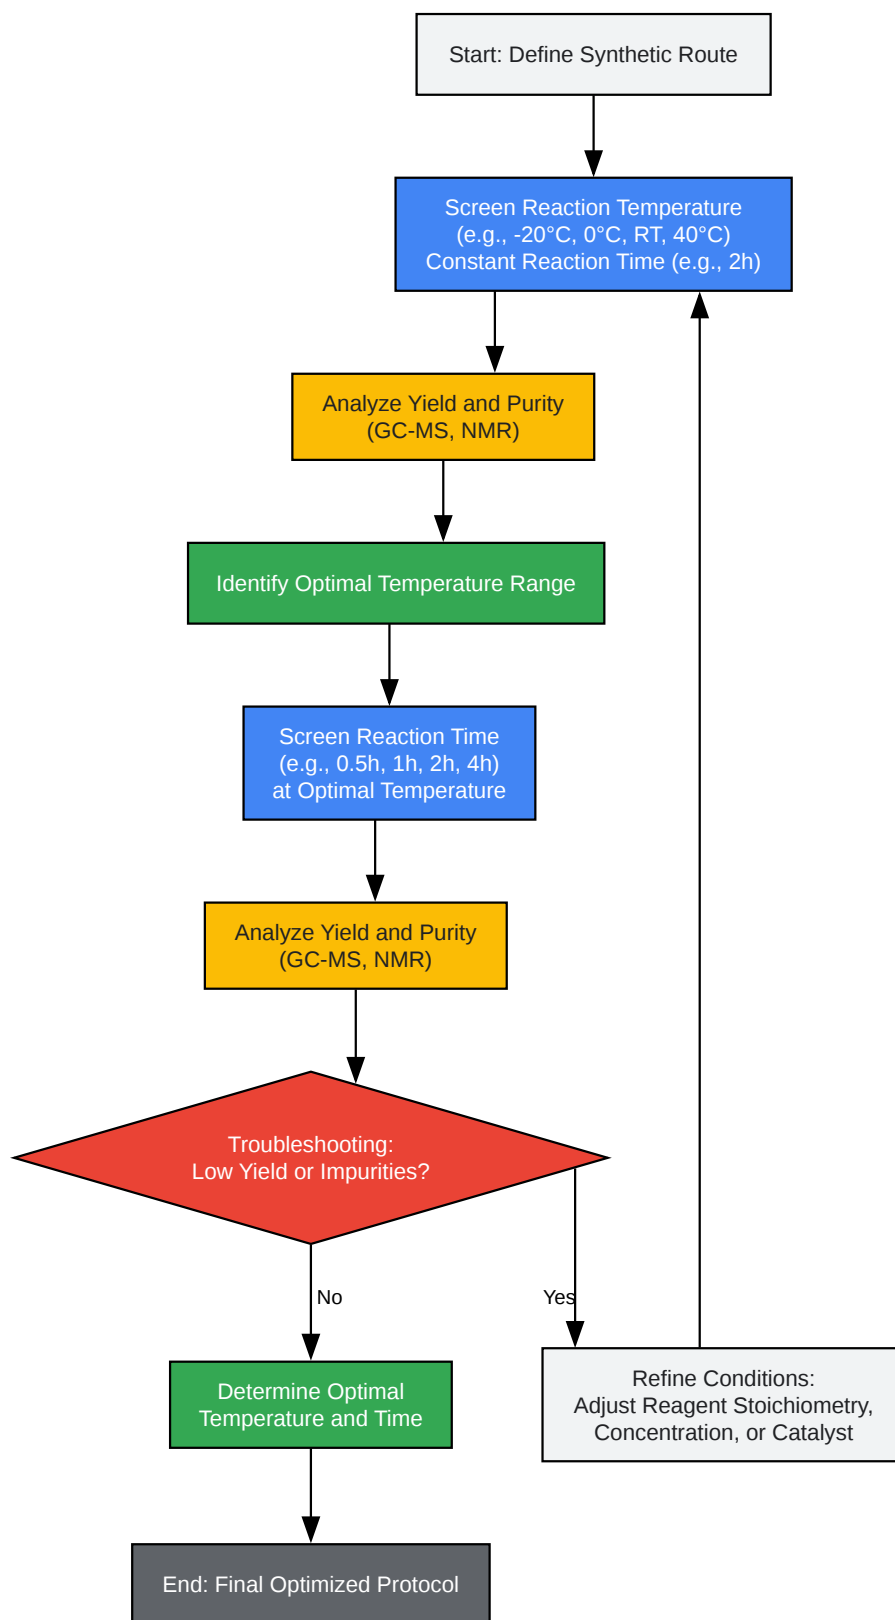 Start: Define Synthetic Route
Screen Reaction Temperature
(e.g., -20°C, 0°C, RT, 40°C)
Constant Reaction Time (e.g., 2h)
Analyze Yield and Purity
(GC-MS, NMR)
Identify Optimal Temperature Range
Screen Reaction Time
(e.g., 0.5h, 1h, 2h, 4h)
at Optimal Temperature
Analyze Yield and Purity
(GC-MS, NMR)
Troubleshooting:
Low Yield or Impurities?
No
Yes
Determine Optimal
Temperature and Time
Refine Conditions:
Adjust Reagent Stoichiometry,
Concentration, or Catalyst
End: Final Optimized Protocol